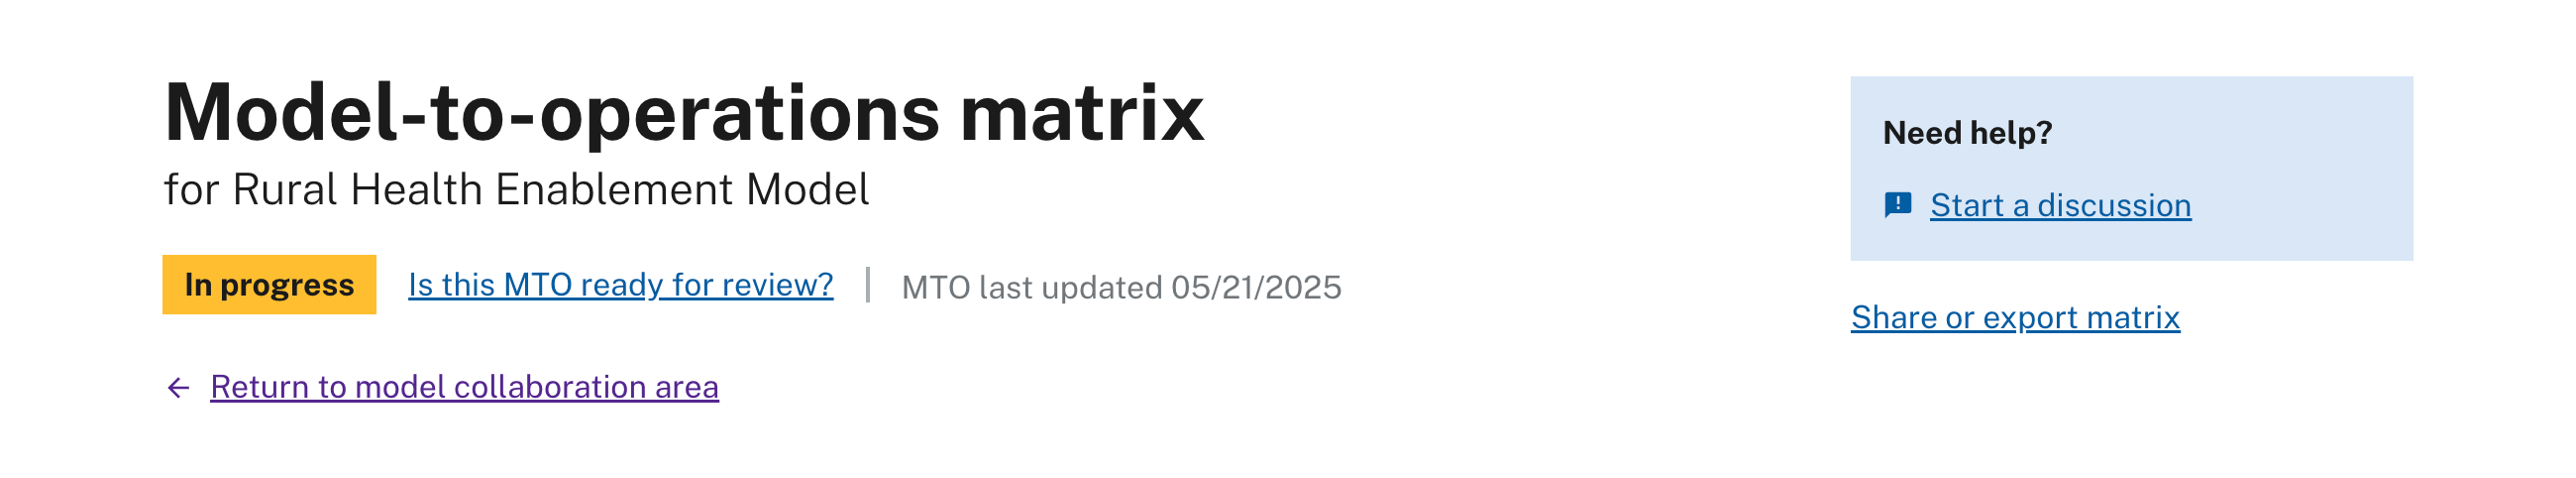 Model-to-operations matrix
for Rural Health Enablement Model
In progress
Is this MTO ready for review?
MTO last updated 05/21/2025
Return to model collaboration area
Need help?
Start a discussion
Share or export matrix